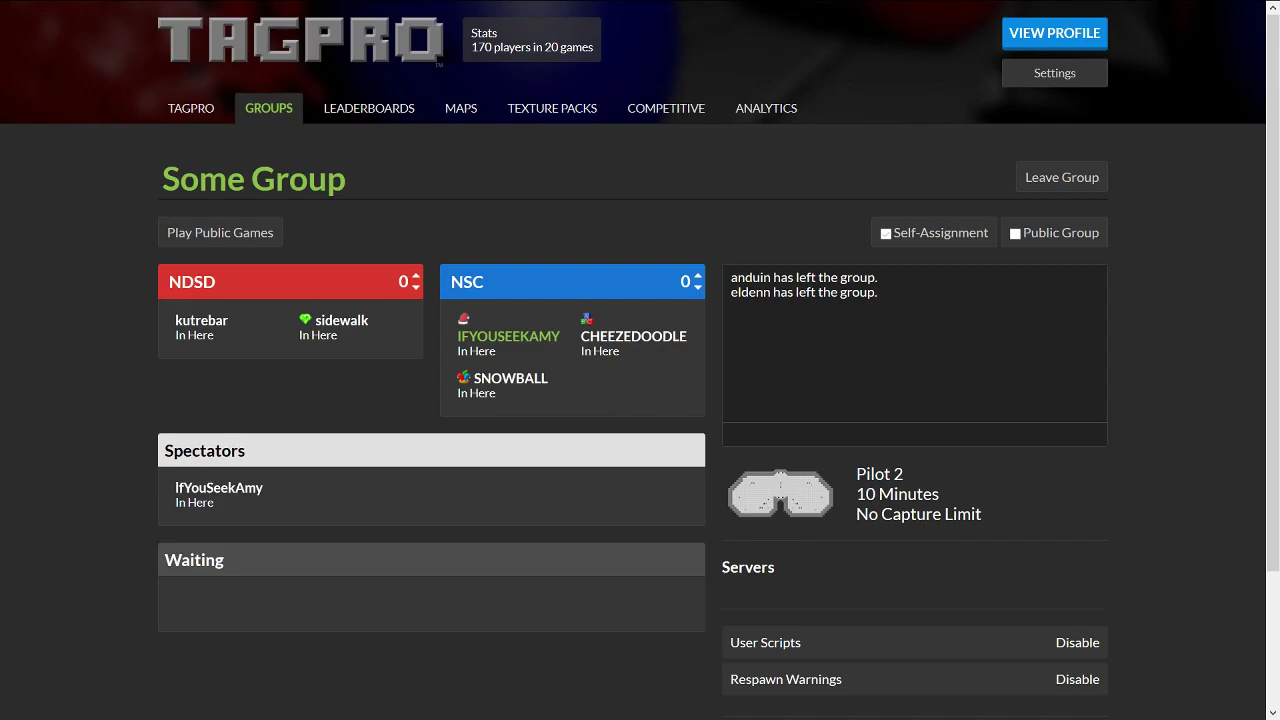 TAGPRO
TM
Stats
170 players in 20 games
VIEW PROFILE
Settings
TAGPRO GROUPS LEADERBOARDS MAPS TEXTURE PACKS COMPETITIVE ANALYTICS
Some Group
Leave Group
Play Public Games
Self-Assignment
Public Group
NDSD 0
kutrebar
In Here
sidewalk
In Here
NSC 0
IFYOUSEEKAMY
In Here
CHEEZEDOODLE
In Here
SNOWBALL
In Here
Spectators
IfYouSeekAmy
In Here
Waiting
anduin has left the group.
eldenn has left the group.
Pilot 2
10 Minutes
No Capture Limit
Servers
User Scripts Disable
Respawn Warnings Disable